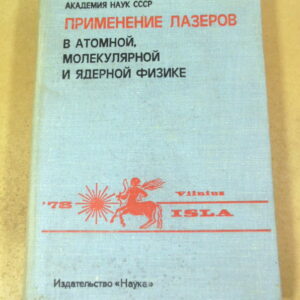 АКАДЕМИЯ НАУК СССР
ПРИМЕНЕНИЕ ЛАЗЕРОВ
В АТОМНОЙ,
МОЛЕКУЛЯРНОЙ
И ЯДЕРНОЙ ФИЗИКЕ
'78
Vilnius
ISLA
Издательство «Наука»